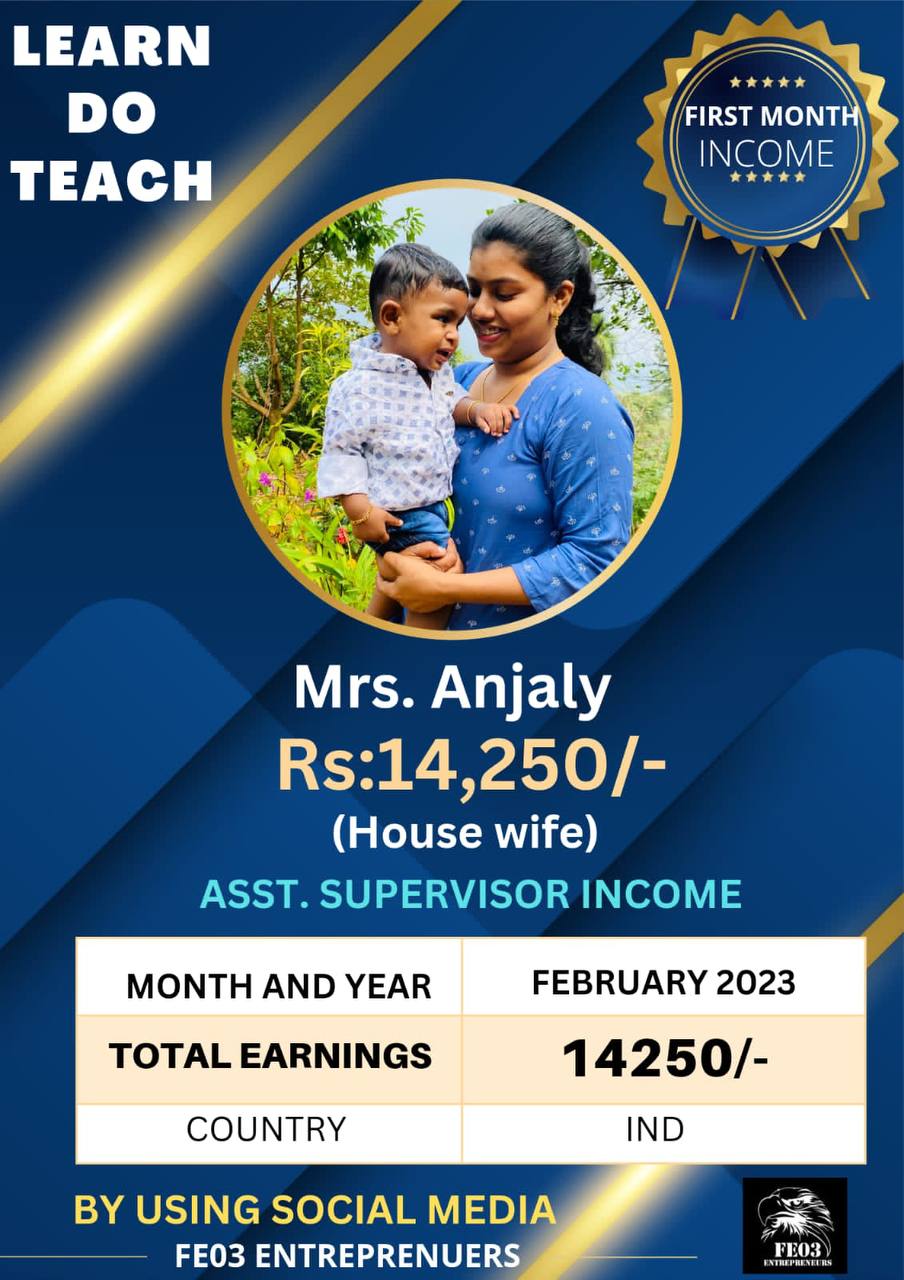 LEARN
DO
TEACH
FIRST MONTH
INCOME
Mrs. Anjaly
Rs:14,250/-
(House wife)
ASST. SUPERVISOR INCOME
MONTH AND YEAR FEBRUARY 2023
TOTAL EARNINGS 14250/-
COUNTRY IND
BY USING SOCIAL MEDIA
FE03 ENTREPRENUERS
FE03
ENTREPRENEURS